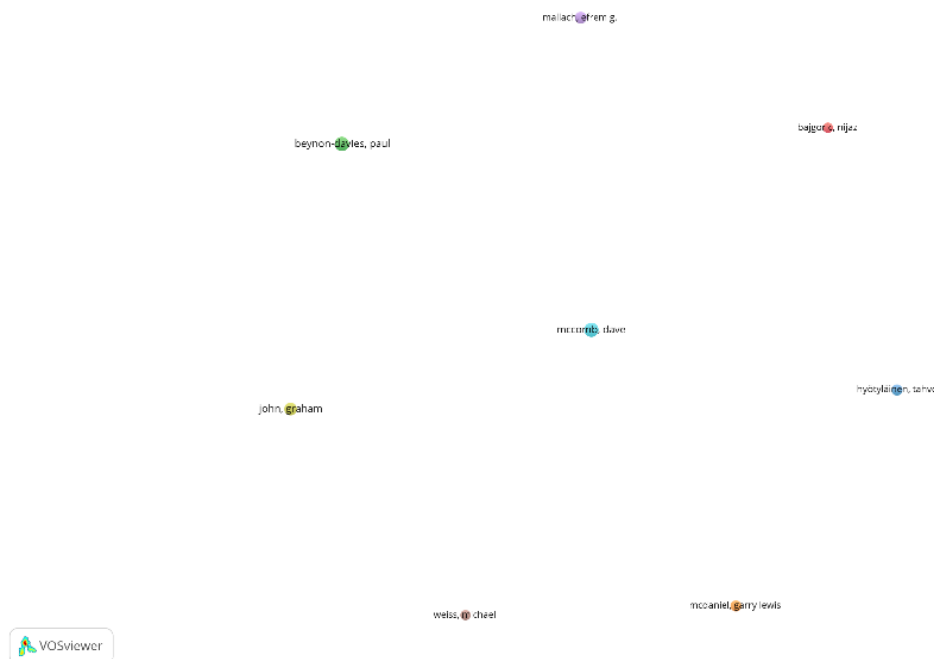 mallach, efrem g.
bajgoric, nijaz
beynon-davies, paul
mccomb, dave
hyötyläinen, tahvo
john, graham
mcdaniel, garry lewis
weiss, michael
VOSviewer